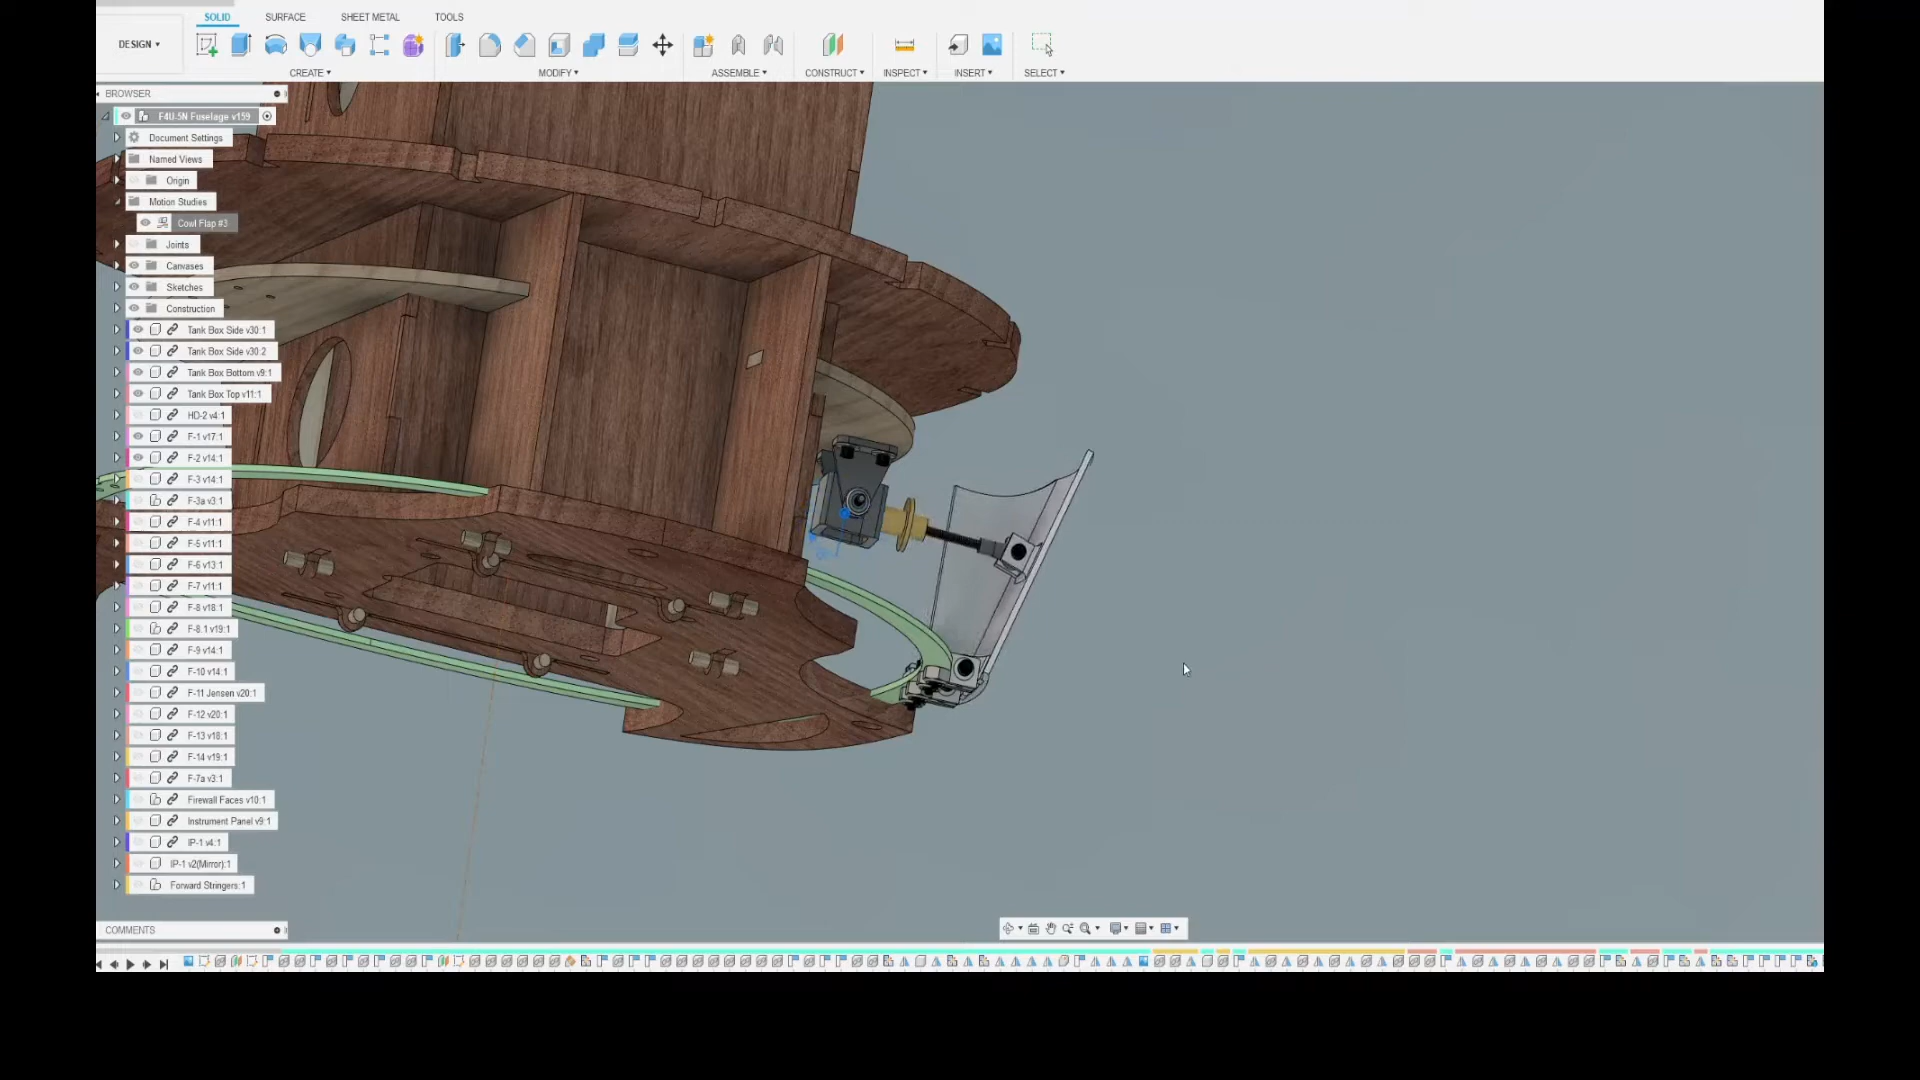 SOLID SURFACE SHEET METAL TOOLS
DESIGN
CREATE MODIFY ASSEMBLE CONSTRUCT INSPECT INSERT SELECT
BROWSER
F4U-5N Fuselage v159
Document Settings
Named Views
Origin
Motion Studies
Cowl Flap #3
Joints
Canvases
Sketches
Construction
Tank Box Side v30:1
Tank Box Side v30:2
Tank Box Bottom v9:1
Tank Box Top v11:1
HD-2 v4:1
F-1 v17:1
F-2 v14:1
F-3 v14:1
F-3a v3:1
F-4 v11:1
F-5 v11:1
F-6 v13:1
F-7 v11:1
F-8 v18:1
F-8.1 v19:1
F-9 v14:1
F-10 v14:1
F-11 Jensen v20:1
F-12 v20:1
F-13 v18:1
F-14 v19:1
F-7a v3:1
Firewall Faces v10:1
Instrument Panel v9:1
IP-1 v4:1
IP-1 v2(Mirror):1
Forward Stringers:1
COMMENTS